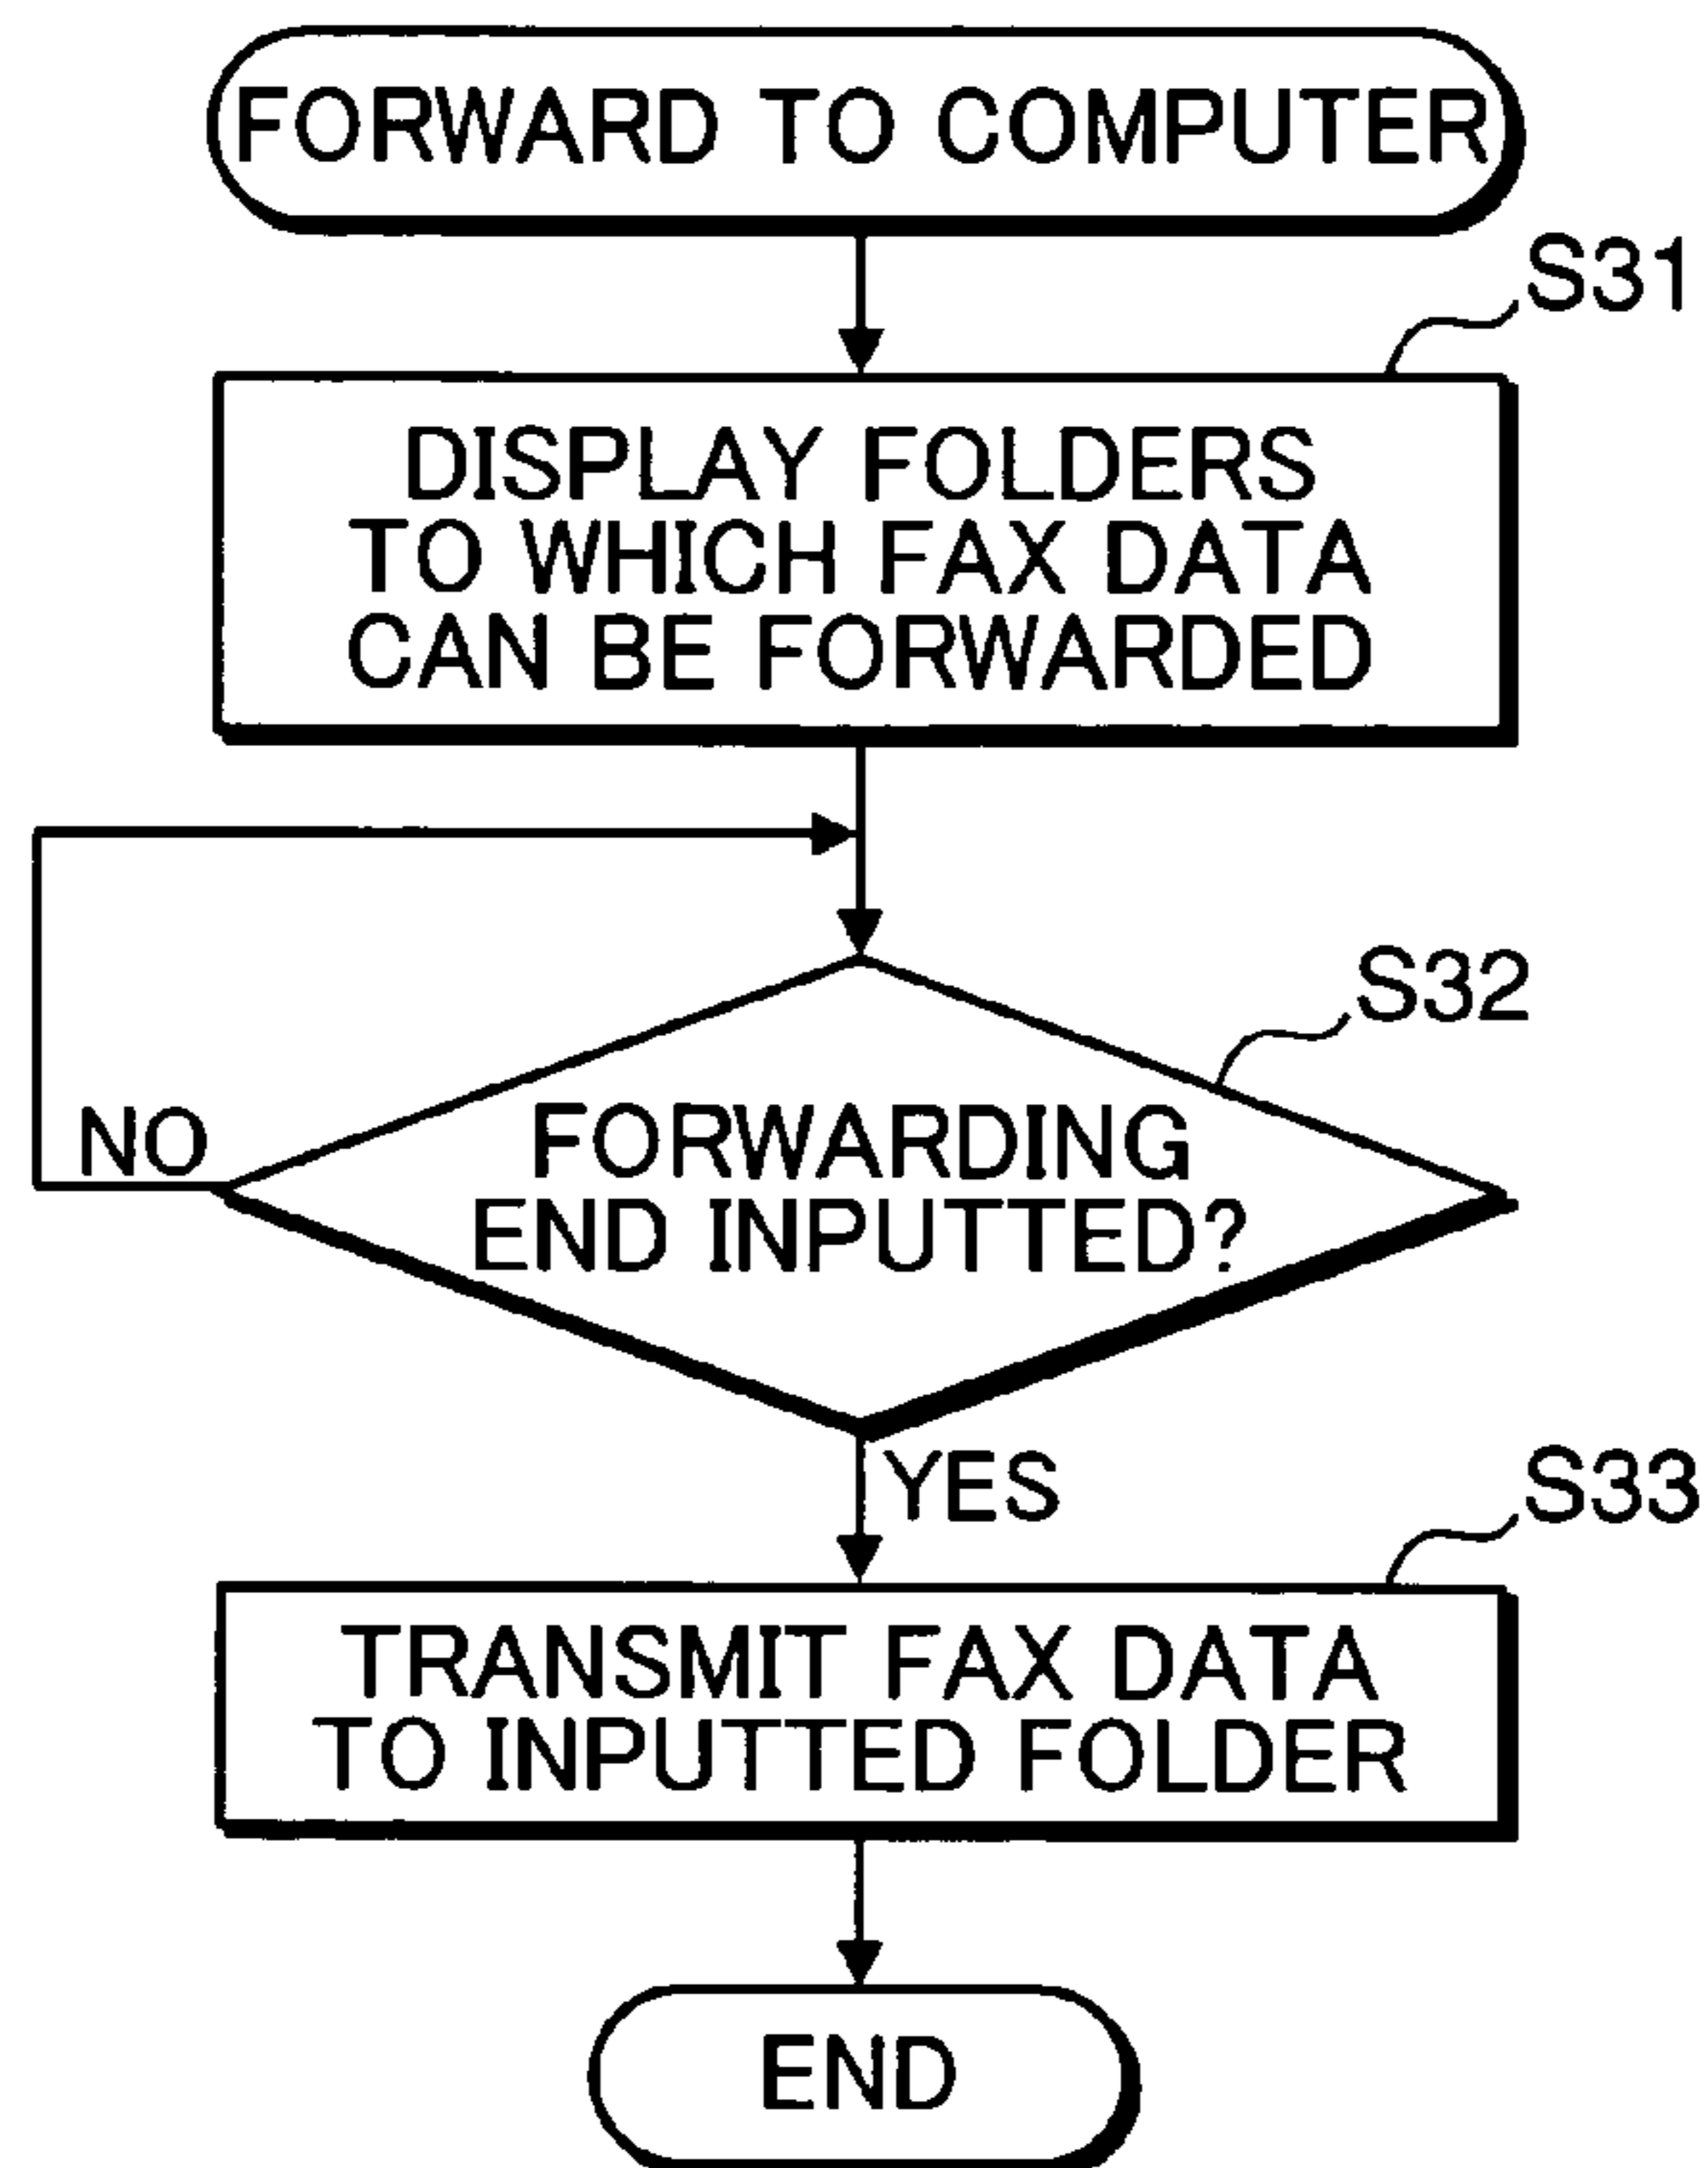 FORWARD TO COMPUTER
S31
DISPLAY FOLDERS
TO WHICH FAX DATA
CAN BE FORWARDED
S32
NO
FORWARDING
END INPUTTED?
YES
S33
TRANSMIT FAX DATA
TO INPUTTED FOLDER
END